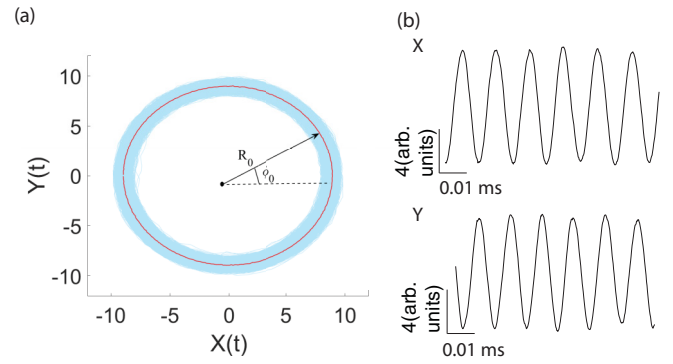 (a)
10
5
0
-5
-10
Y(t)
R0
ϕ0
-10 -5 0 5 10
X(t)
(b)
X
4(arb.
units)
0.01 ms
Y
4(arb.
units)
0.01 ms